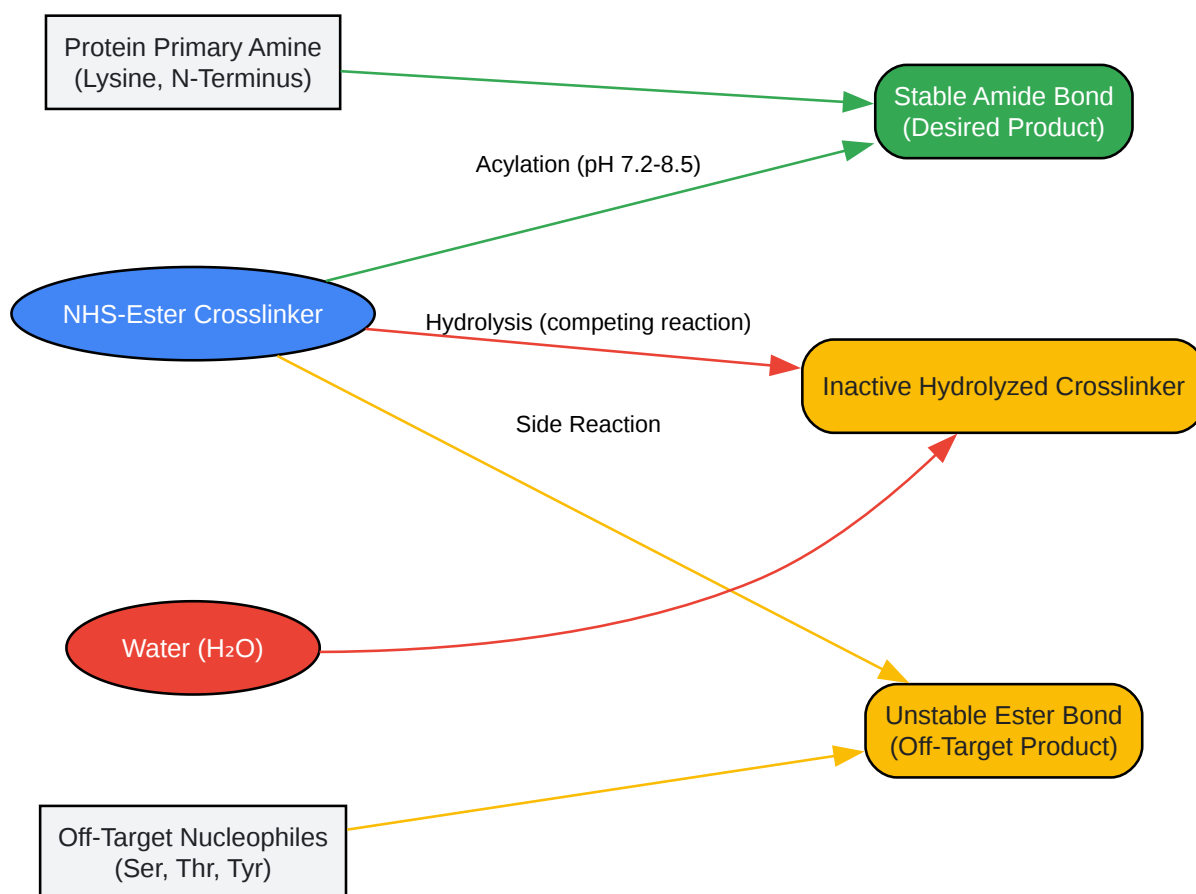 Protein Primary Amine
(Lysine, N-Terminus)
Stable Amide Bond
(Desired Product)
Acylation (pH 7.2-8.5)
NHS-Ester Crosslinker
Hydrolysis (competing reaction)
Inactive Hydrolyzed Crosslinker
Side Reaction
Water (H₂O)
Unstable Ester Bond
(Off-Target Product)
Off-Target Nucleophiles
(Ser, Thr, Tyr)